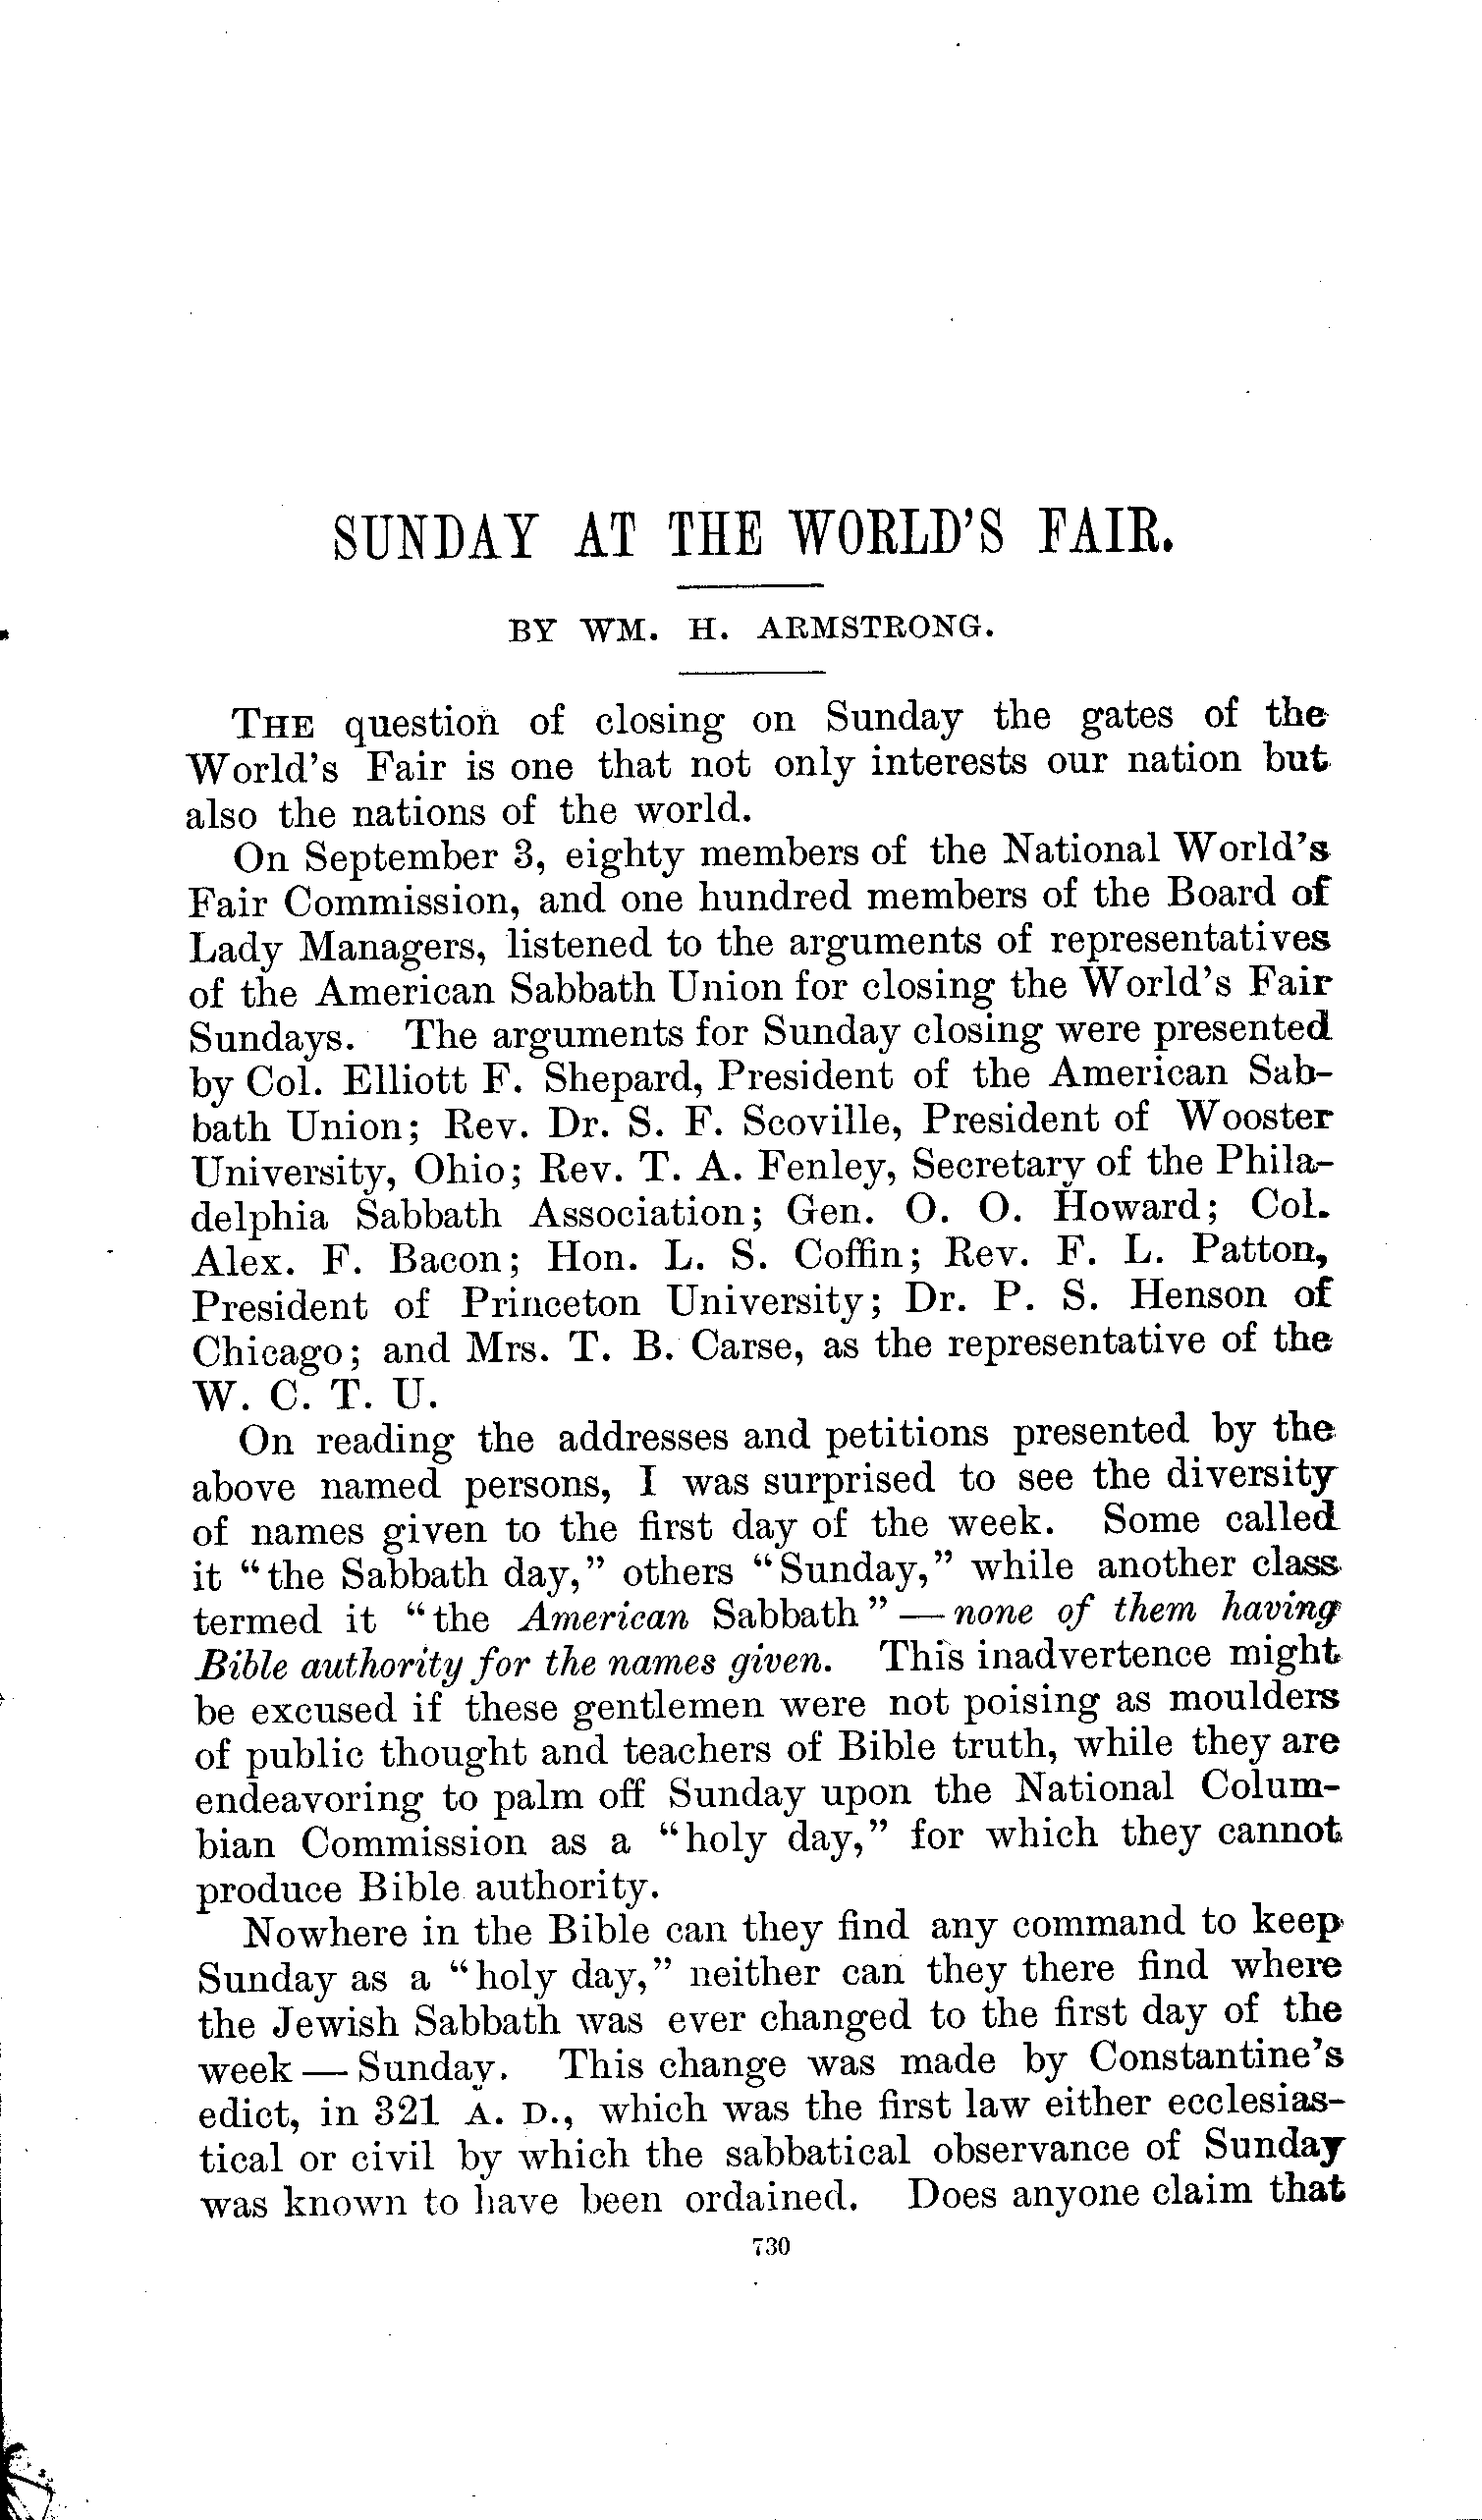 SUNDAY AT THE WORLD'S FAIR.
BY WM. H. ARMSTRONG.
THE question of closing on Sunday the gates of the
World's Fair is one that not only interests our nation but
also the nations of the world.
On September 3, eighty members of the National World's
Fair Commission, and one hundred members of the Board of
Lady Managers, listened to the arguments of representatives
of the American Sabbath Union for closing the World's Fair
Sundays. The arguments for Sunday closing were presented
by Col. Elliott F. Shepard, President of the American Sab-
bath Union; Rev. Dr. S. F. Scoville, President of Wooster
University, Ohio; Rev. T. A. Fenley, Secretary of the Phila-
delphia Sabbath Association; Gen. O. O. Howard; Col.
Alex. F. Bacon; Hon. L. S. Coffin; Rev. F. L. Patton,
President of Princeton University; Dr. P. S. Henson of
Chicago; and Mrs. T. B. Carse, as the representative of the
W. C. T. U.
On reading the addresses and petitions presented by the
above named persons, I was surprised to see the diversity
of names given to the first day of the week. Some called
it "the Sabbath day," others "Sunday," while another class
termed it "the American Sabbath" — none of them having
Bible authority for the names given. This inadvertence might
be excused if these gentlemen were not poising as moulders
of public thought and teachers of Bible truth, while they are
endeavoring to palm off Sunday upon the National Colum-
bian Commission as a "holy day," for which they cannot
produce Bible authority.
Nowhere in the Bible can they find any command to keep
Sunday as a "holy day," neither can they there find where
the Jewish Sabbath was ever changed to the first day of the
week — Sunday. This change was made by Constantine's
edict, in 321 A. D., which was the first law either ecclesias-
tical or civil by which the sabbatical observance of Sunday
was known to have been ordained. Does anyone claim that
730